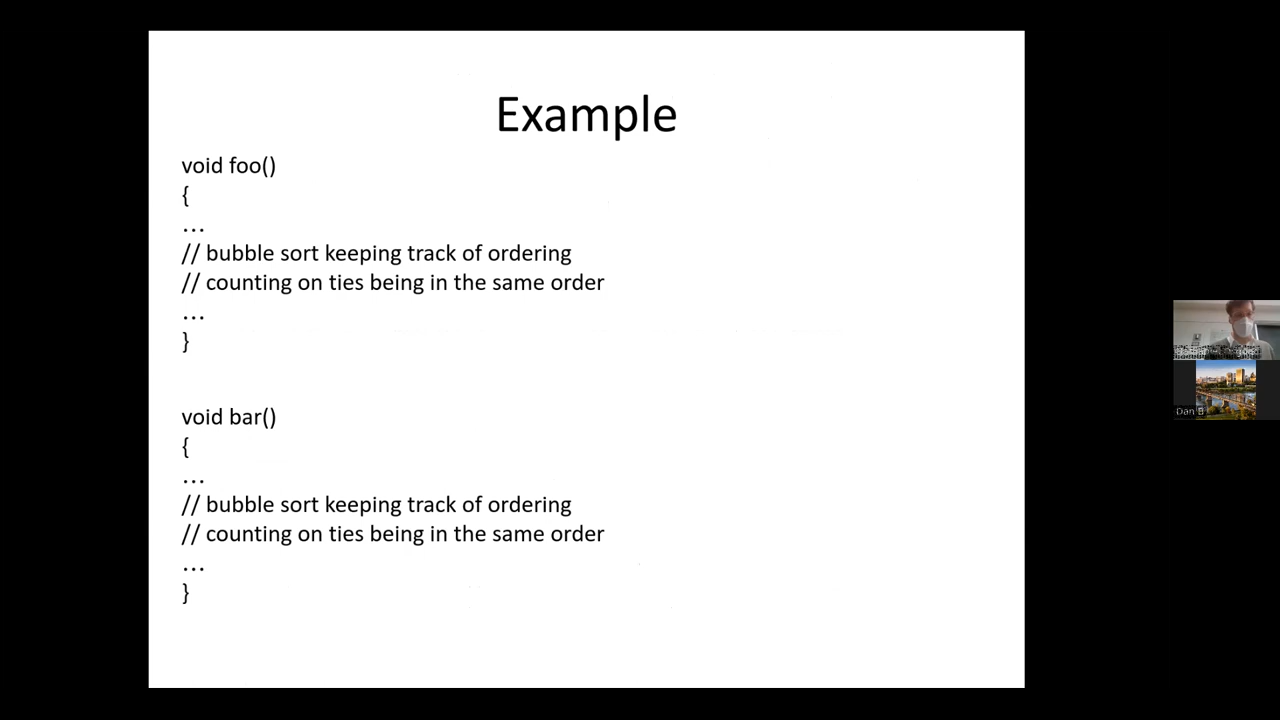 Example
void foo()
{
…
// bubble sort keeping track of ordering
// counting on ties being in the same order
…
}
void bar()
{
…
// bubble sort keeping track of ordering
// counting on ties being in the same order
…
}
Dan B